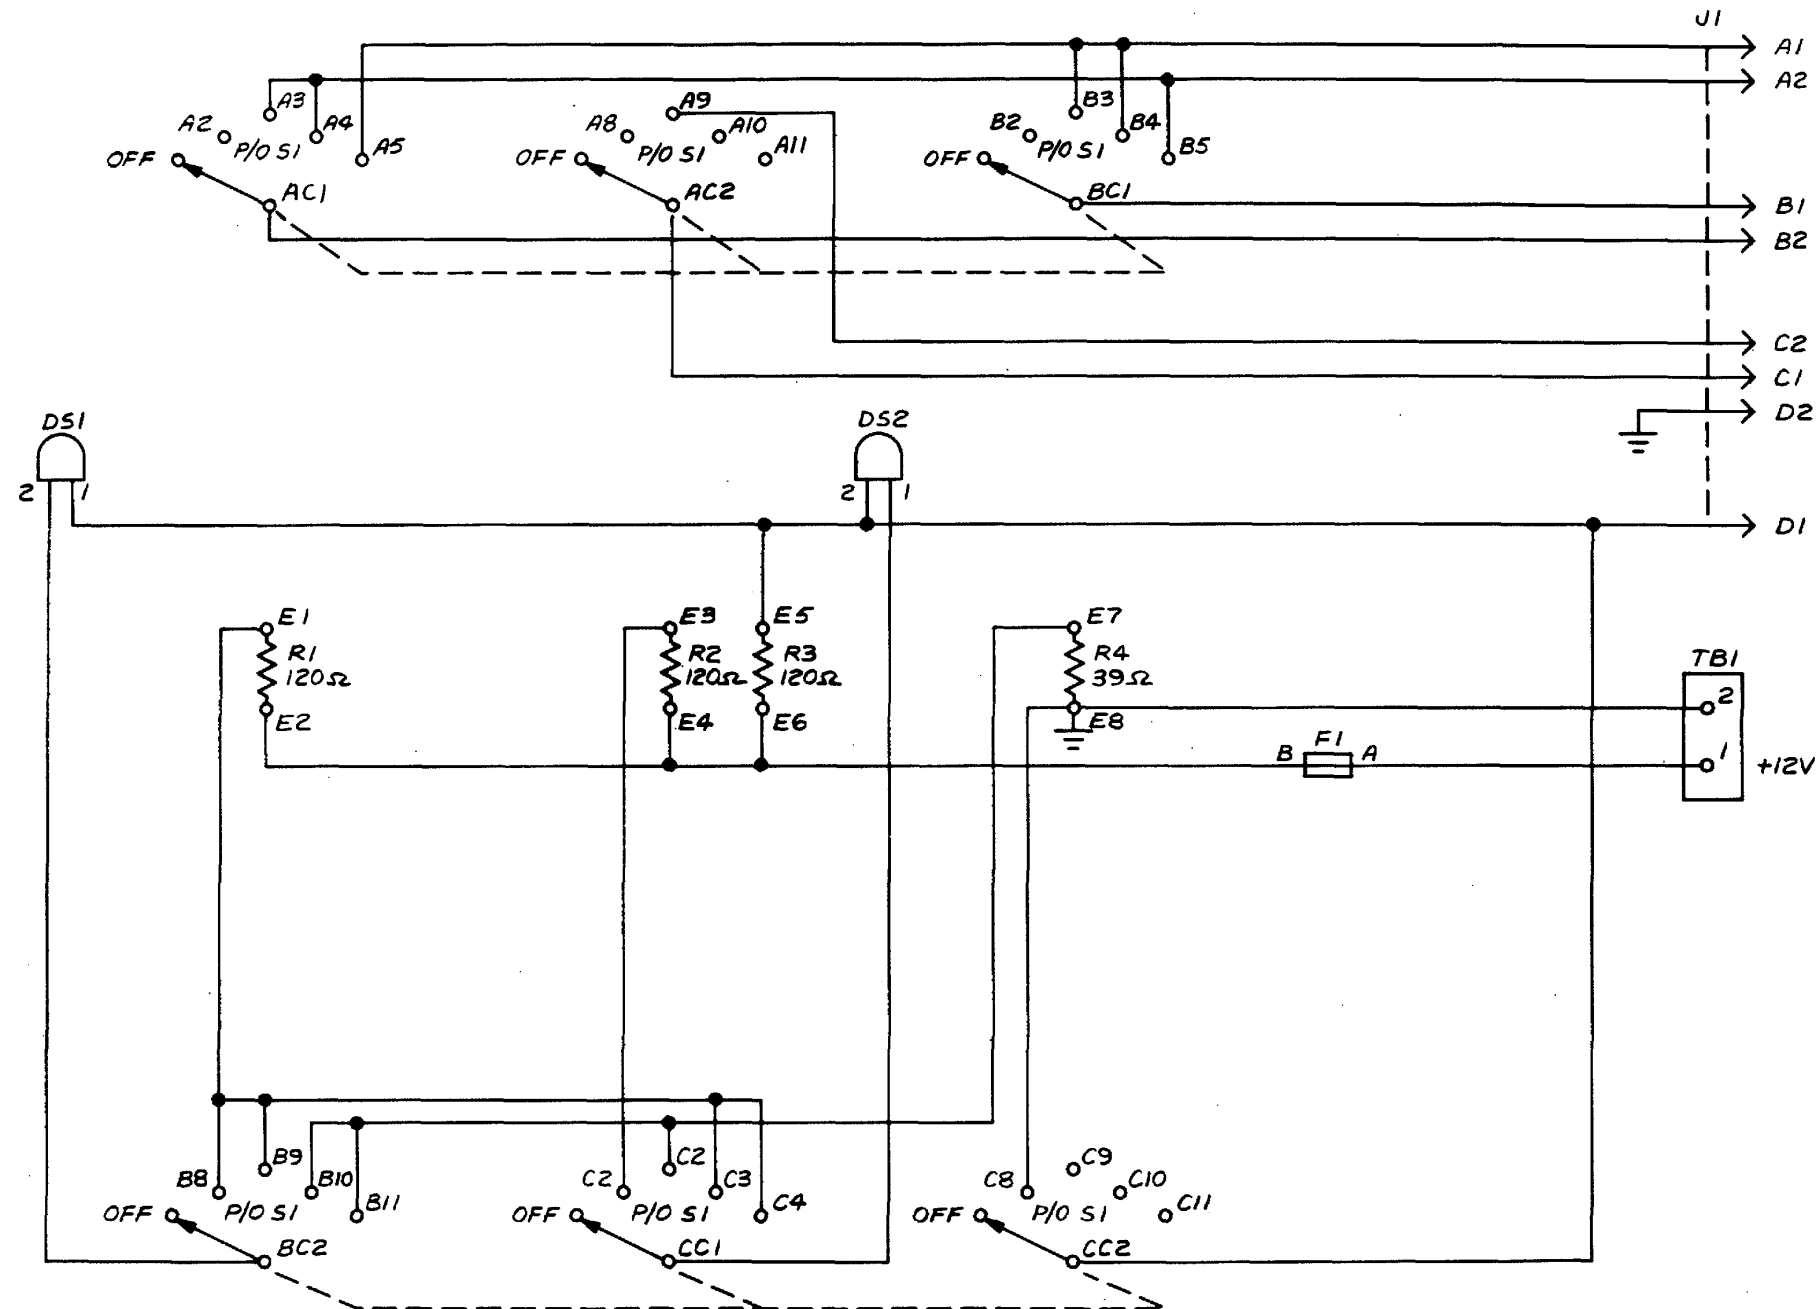 J1
A1
A2
A3
A2
A4
P/O S1
A5
OFF
AC1
A9
A8
A10
P/O S1
A11
OFF
AC2
B3
B2
B4
P/O S1
B5
OFF
BC1
B1
B2
C2
C1
D2
DS1
2 1
DS2
2 1
D1
E1
R1
120Ω
E2
E3
R2
120Ω
E4
E5
R3
120Ω
E6
E7
R4
39Ω
E8
TB1
2
1
+12V
B F1 A
B9
B8
B10
P/O S1
B11
OFF
BC2
C2
C2
C3
P/O S1
C4
OFF
CC1
C9
C8
C10
P/O S1
C11
OFF
CC2